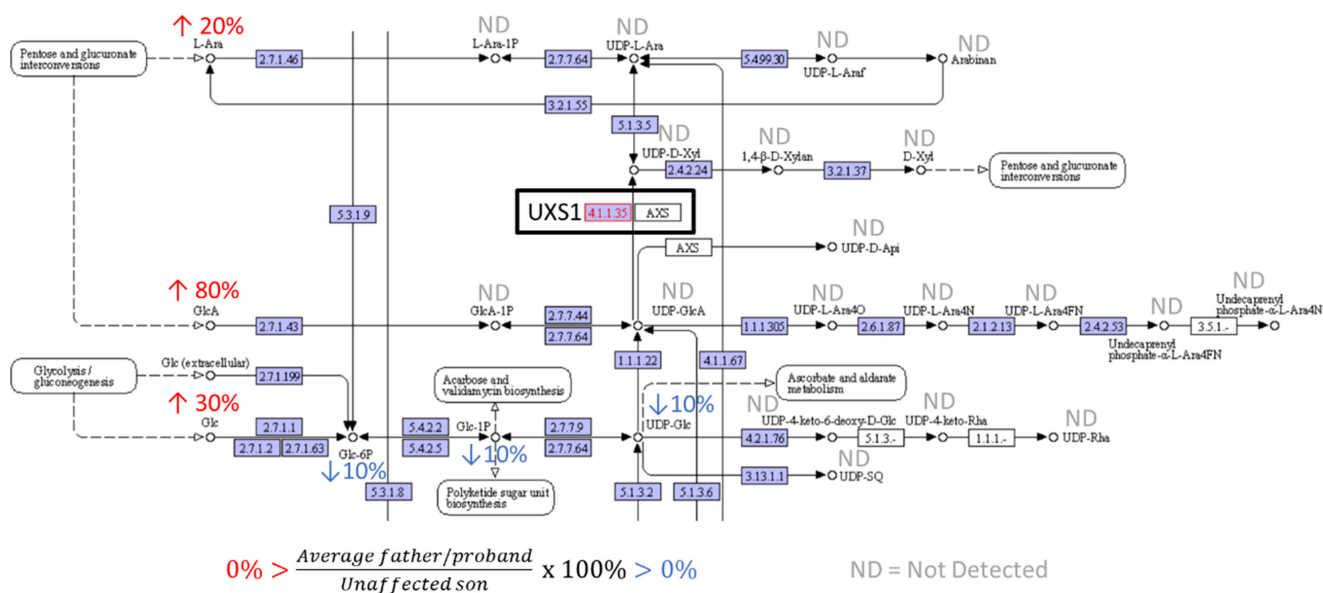 ↑ 20%
ND
ND
ND
ND
Pentose and glucuronate
interconversions
L-Ara
2.7.1.46
L-Ara-1P
2.7.7.64
UDP-L-Ara
5.4.99.30
UDP-L-Araf
Arabinan
3.2.1.55
5.1.3.5
ND
ND
ND
UDP-D-Xyl
2.4.2.24
1,4-β-D-Xylan
3.2.1.37
D-Xyl
Pentose and glucuronate
interconversions
5.3.1.9
UXS1
4.1.1.35
AXS
ND
AXS
UDP-D-Api
↑ 80%
ND
ND
ND
ND
ND
ND
ND
GlcA
2.7.1.43
GlcA-1P
2.7.7.44
2.7.7.64
UDP-GlcA
1.1.1.305
UDP-L-Ara4O
2.6.1.87
UDP-L-Ara4N
2.1.2.13
UDP-L-Ara4FN
2.4.2.53
Undecaprenyl
phosphate-α-L-Ara4FN
3.5.1.-
Undecaprenyl
phosphate-α-L-Ara4N
1.1.1.22
4.1.1.67
Glycolysis /
gluconeogenesis
Glc (extracellular)
2.7.1.199
Acarbose and
validamycin biosynthesis
Ascorbate and aldarate
metabolism
↑ 30%
↓10%
ND
ND
ND
Glc
2.7.1.1
2.7.1.2
2.7.1.63
Glc-6P
↓10%
5.4.2.2
5.4.2.5
Glc-1P
↓10%
2.7.7.9
2.7.7.64
UDP-Glc
4.2.1.76
UDP-4-keto-6-deoxy-D-Glc
5.1.3.-
UDP-4-keto-Rha
1.1.1.-
UDP-Rha
ND
3.13.1.1
UDP-SQ
5.3.1.8
Polyketide sugar unit
biosynthesis
5.1.3.2
5.1.3.6
0% > Average father/proband
Unaffected son
x 100% > 0%
ND = Not Detected